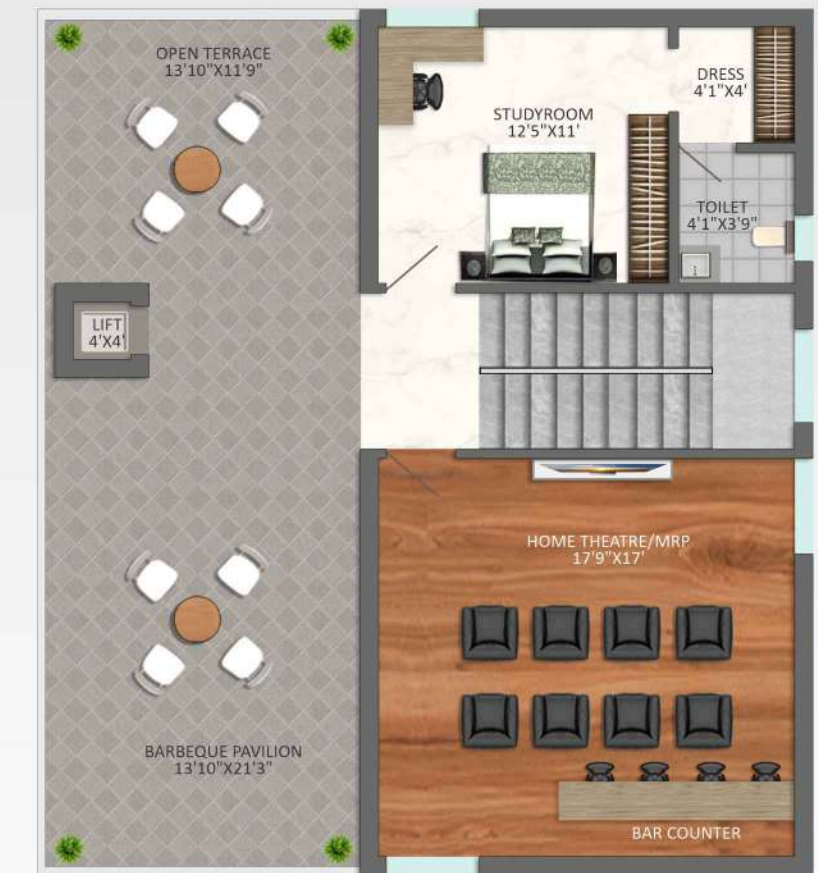 OPEN TERRACE
13'10"X11'9"
DRESS
4'1"X4'
STUDYROOM
12'5"X11'
TOILET
4'1"X3'9"
LIFT
4'X4'
HOME THEATRE/MRP
17'9"X17'
BARBEQUE PAVILION
13'10"X21'3"
BAR COUNTER